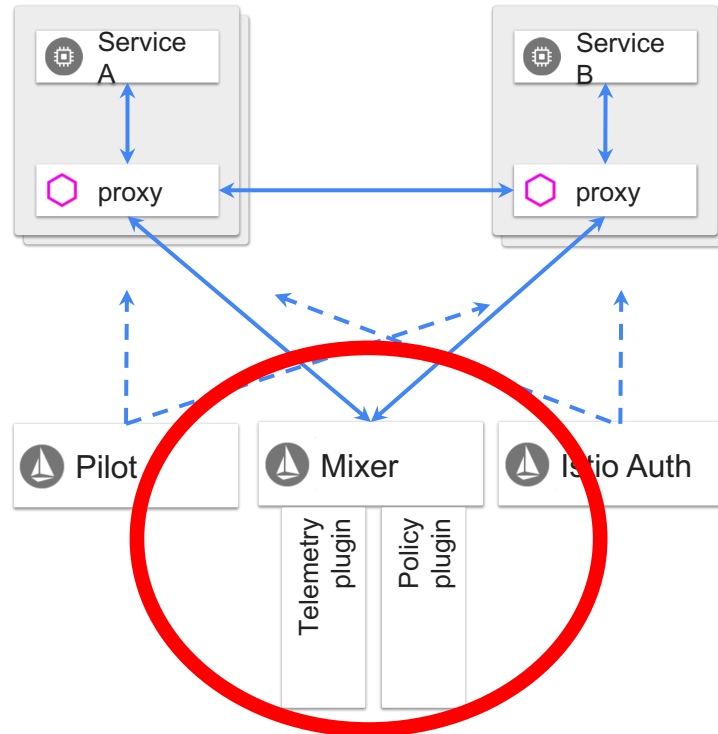 Service
A
Service
B
proxy
proxy
Pilot
Mixer
Istio Auth
Telemetry
plugin
Policy
plugin